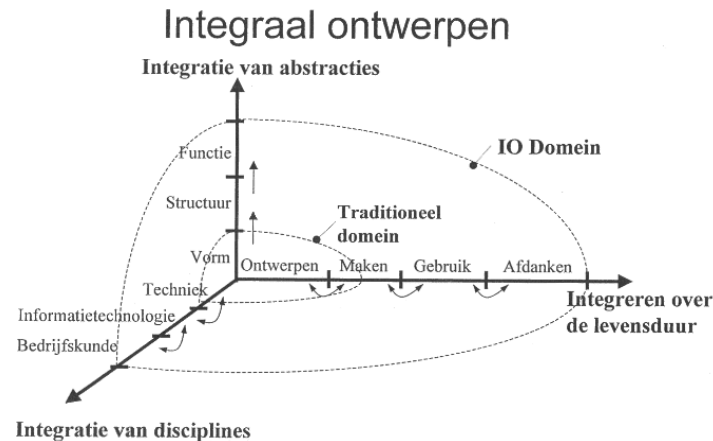 Integraal ontwerpen
Integratie van abstracties
Functie
IO Domein
Structuur
Traditioneel
domein
Vorm
Ontwerpen
Maken
Gebruik
Afdanken
Techniek
Integreren over
de levensduur
Informatietechnologie
Bedrijfskunde
Integratie van disciplines